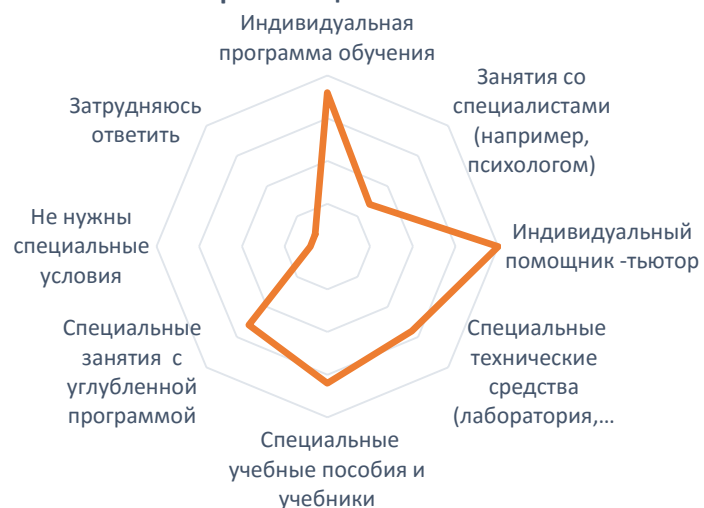 Индивидуальная
программа обучения
Занятия со
специалистами
(например,
психологом)
Индивидуальный
помощник -тьютор
Специальные
технические
средства
(лаборатория,…
Специальные
учебные пособия и
учебники
Специальные
занятия с
углубленной
программой
Не нужны
специальные
условия
Затрудняюсь
ответить